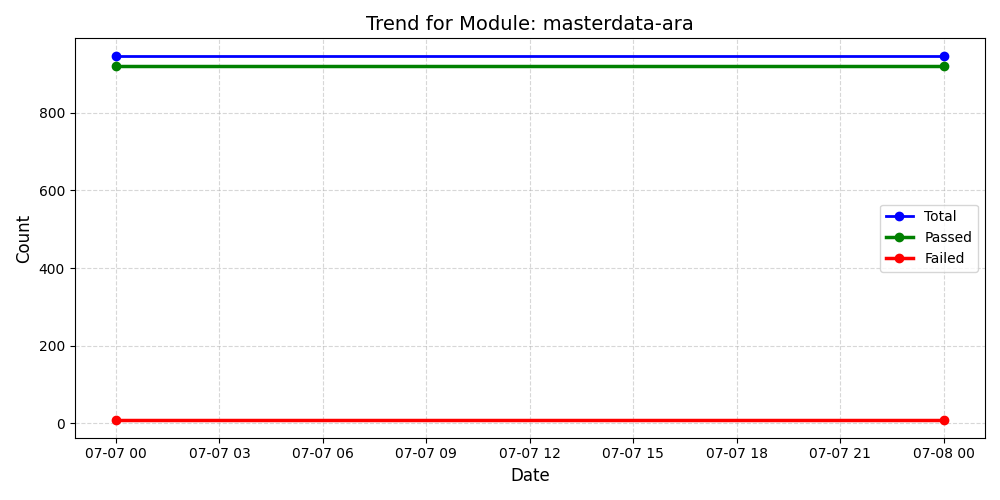 Trend for Module: masterdata-ara
Count
800
600
400
200
0
Total
Passed
Failed
07-07 00 07-07 03 07-07 06 07-07 09 07-07 12 07-07 15 07-07 18 07-07 21 07-08 00
Date